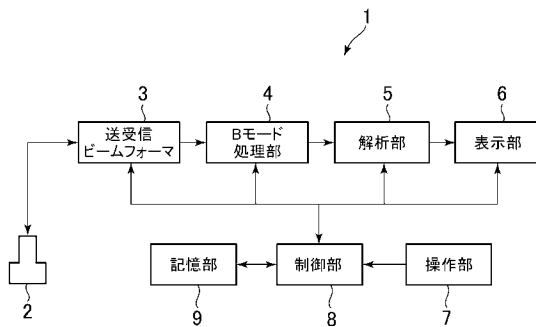 1
3
4
5
6
送受信
ビームフォーマ
Bモード
処理部
解析部
表示部
記憶部
制御部
操作部
2
9
8
7